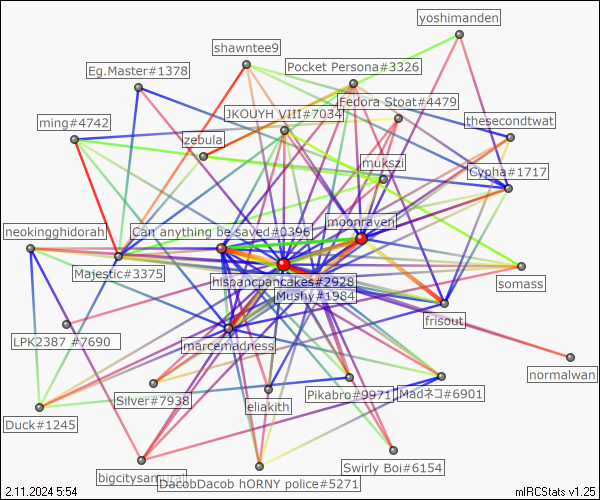 yoshimanden
shawntee9
Pocket Persona#3326
Eg.Master#1378
Fedora Stoat#4479
JKOUYH VIII#7034
thesecondtwat
ming#4742
zebula
mukszi
Cypha#1717
moonraven
neokingghidorah
Can anything be saved#0396
Majestic#3375
hispancpancakes#2928
somass
Mushy#1984
frisout
LPK2387 #7690
marcemadness
normalwan
Silver#7938
eliakith
Pikabro#9971
Madネコ#6901
Duck#1245
bigcitysamurai
Swirly Boi#6154
DacobDacob hORNY police#5271
2.11.2024 5:54
mIRCStats v1.25